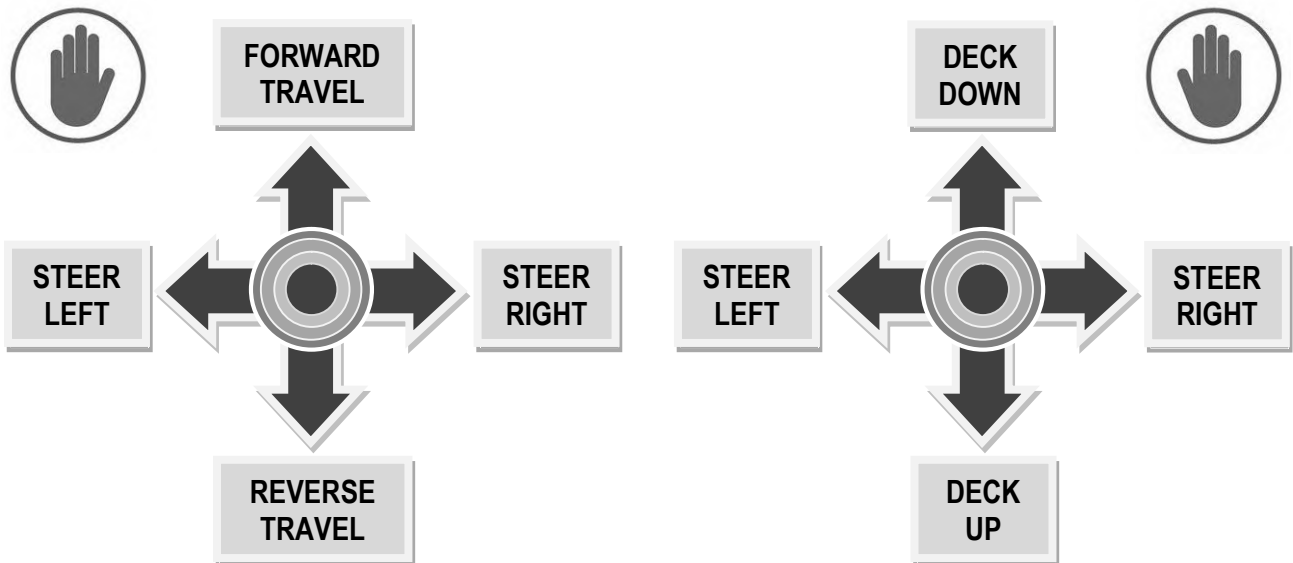 FORWARD
TRAVEL
DECK
DOWN
STEER
LEFT
STEER
RIGHT
STEER
LEFT
STEER
RIGHT
REVERSE
TRAVEL
DECK
UP